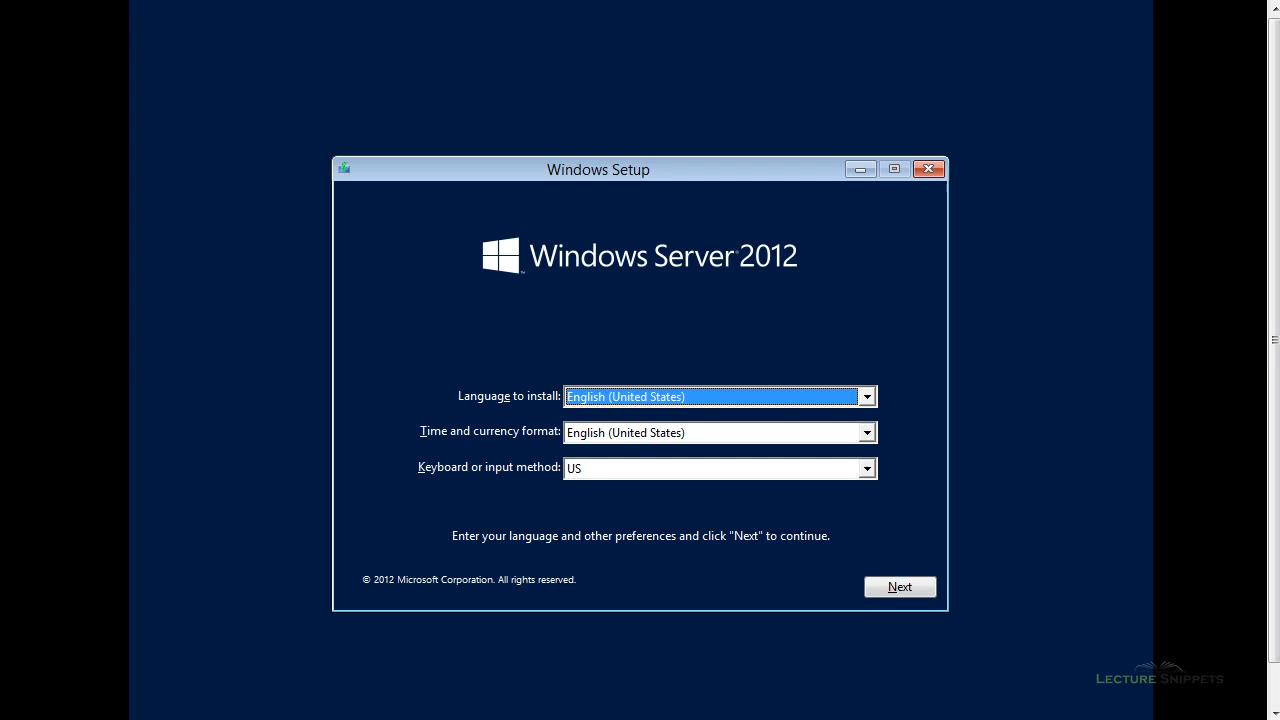 Windows Setup
Windows Server 2012
Language to install: English (United States)
Time and currency format: English (United States)
Keyboard or input method: US
Enter your language and other preferences and click "Next" to continue.
© 2012 Microsoft Corporation. All rights reserved.
Next
LECTURE SNIPPETS